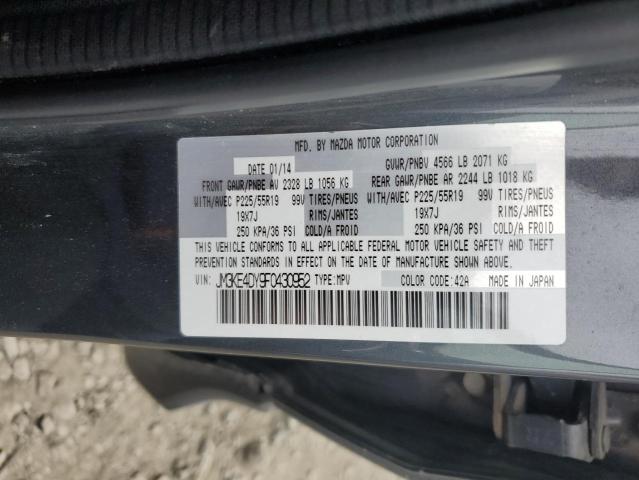 MFD. BY MAZDA MOTOR CORPORATION
DATE 01/14 GVWR/PNBV 4566 LB 2071 KG
FRONT GAWR/PNBE AV 2328 LB 1056 KG REAR GAWR/PNBE AR 2244 LB 1018 KG
WITH/AVEC P225/55R19 99V TIRES/PNEUS WITH/AVEC P225/55R19 99V TIRES/PNEUS
19X7J RIMS/JANTES 19X7J RIMS/JANTES
250 KPA/36 PSI COLD/A FROID 250 KPA/36 PSI COLD/A FROID
THIS VEHICLE CONFORMS TO ALL APPLICABLE FEDERAL MOTOR VEHICLE SAFETY AND THEFT
PREVENTION STANDARDS IN EFFECT ON THE DATE OF MANUFACTURE SHOWN ABOVE.
VIN: JM3KE4DY9F0430952 TYPE:MPV COLOR CODE:42A MADE IN JAPAN